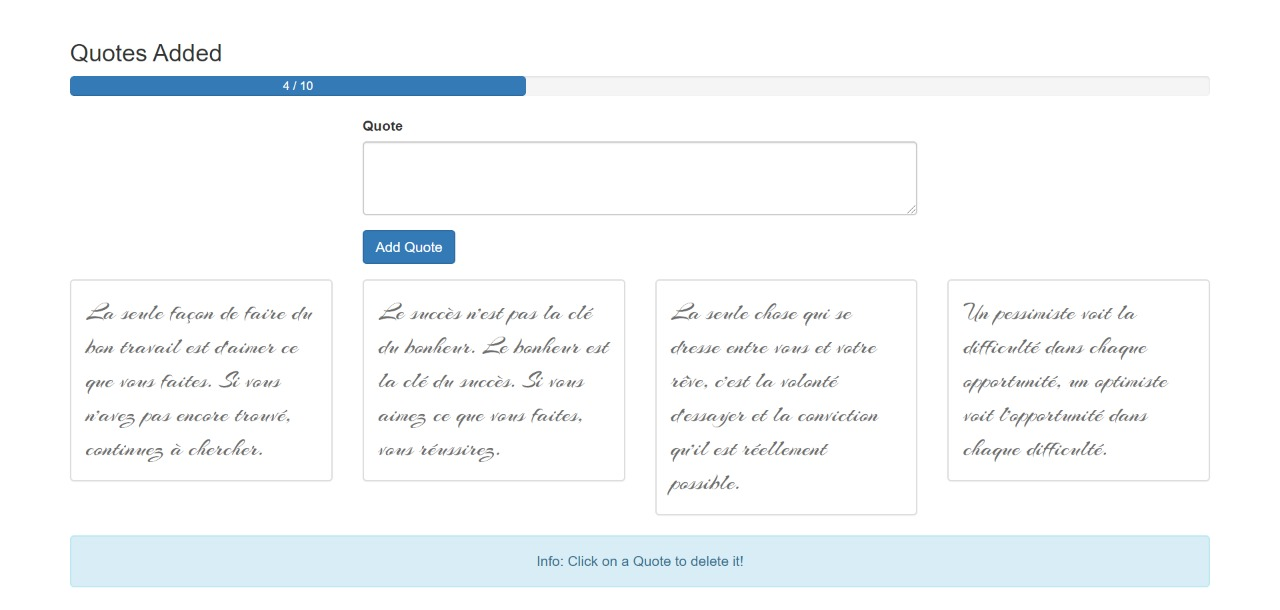 Quotes Added
4 / 10
Quote
Add Quote
La seule façon de faire du
bon travail est d'aimer ce
que vous faites. Si vous
n'avez pas encore trouvé,
continuez à chercher.
Le succès n'est pas la clé
du bonheur. Le bonheur est
la clé du succès. Si vous
aimez ce que vous faites,
vous réussirez.
La seule chose qui se
dresse entre vous et votre
rêve, c'est la volonté
d'essayer et la conviction
qu'il est réellement
possible.
Un pessimiste voit la
difficulté dans chaque
opportunité, un optimiste
voit l'opportunité dans
chaque difficulté.
Info: Click on a Quote to delete it!